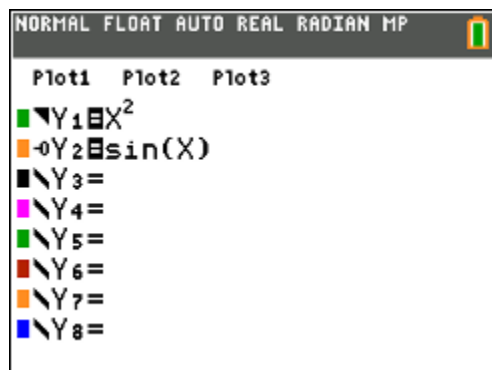 NORMAL FLOAT AUTO REAL RADIAN MP
Plot1 Plot2 Plot3
Y₁=X²
Y₂=sin(X)
Y₃=
Y₄=
Y₅=
Y₆=
Y₇=
Y₈=